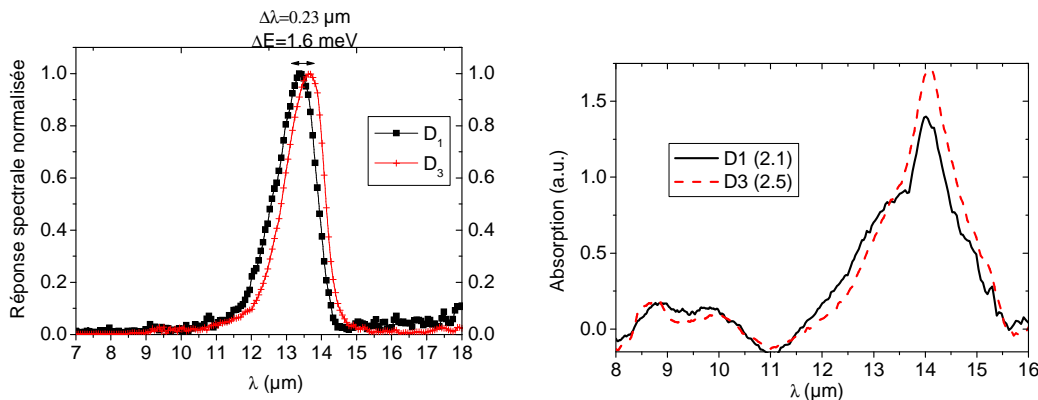 Δλ=0.23 µm
ΔE=1.6 meV
Réponse spectrale normalisée
1.0
0.8
0.6
0.4
0.2
0.0
1.0
0.8
0.6
0.4
0.2
0.0
D1
D3
7 8 9 10 11 12 13 14 15 16 17 18
λ (µm)
Absorption (a.u.)
1.5
1.0
0.5
0.0
D1 (2.1)
D3 (2.5)
8 9 10 11 12 13 14 15 16
λ (µm)